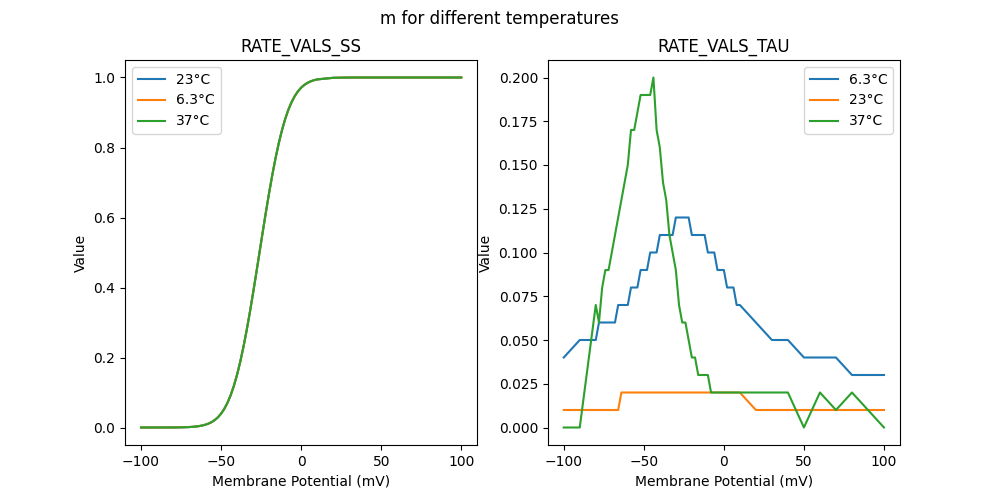 m for different temperatures
RATE_VALS_SS
1.0
0.8
0.6
0.4
0.2
0.0
Value
−100
−50
0
50
100
Membrane Potential (mV)
23°C
6.3°C
37°C
RATE_VALS_TAU
0.200
0.175
0.150
0.125
0.100
0.075
0.050
0.025
0.000
Value
−100
−50
0
50
100
Membrane Potential (mV)
6.3°C
23°C
37°C